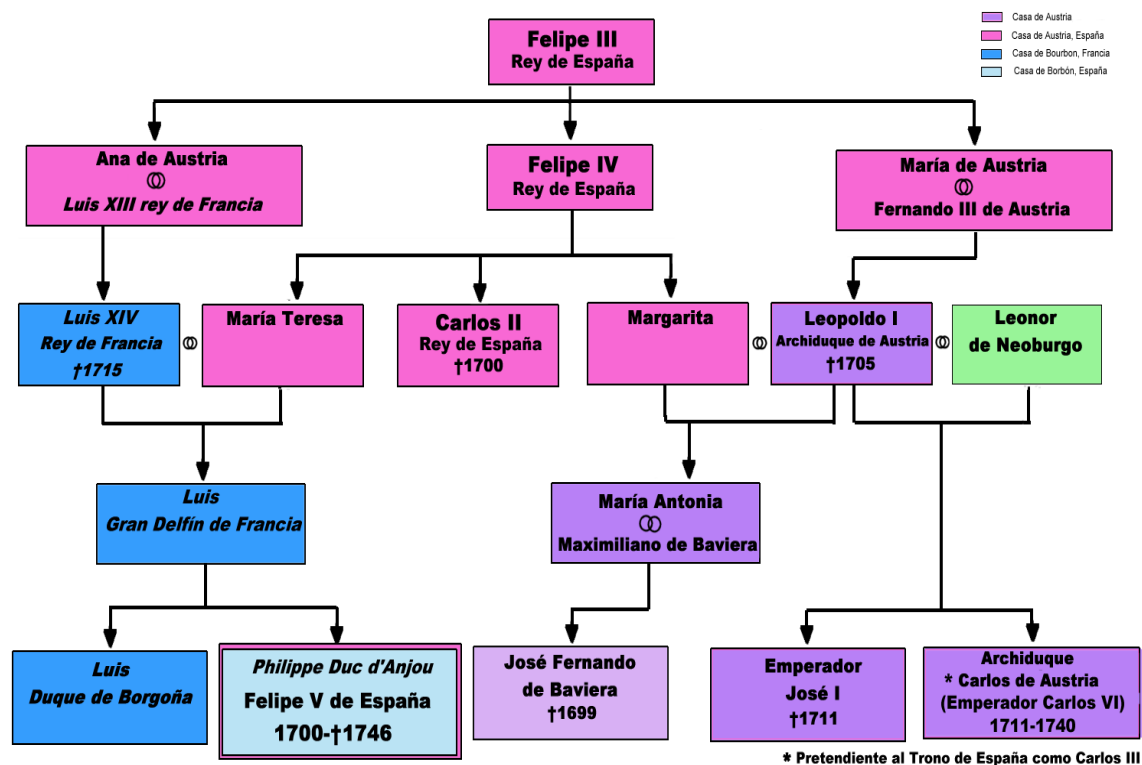 Casa de Austria
Casa de Austria, España
Casa de Bourbon, Francia
Casa de Borbón, España
Felipe III
Rey de España
Ana de Austria
Luis XIII rey de Francia
Felipe IV
Rey de España
María de Austria
Fernando III de Austria
Luis XIV
Rey de Francia
†1715
María Teresa
Carlos II
Rey de España
†1700
Margarita
Leopoldo I
Archiduque de Austria
†1705
Leonor
de Neoburgo
Luis
Gran Delfín de Francia
María Antonia
Maximiliano de Baviera
Luis
Duque de Borgoña
Philippe Duc d'Anjou
Felipe V de España
1700-†1746
José Fernando
de Baviera
†1699
Emperador
José I
†1711
Archiduque
* Carlos de Austria
(Emperador Carlos VI)
1711-1740
* Pretendiente al Trono de España como Carlos III